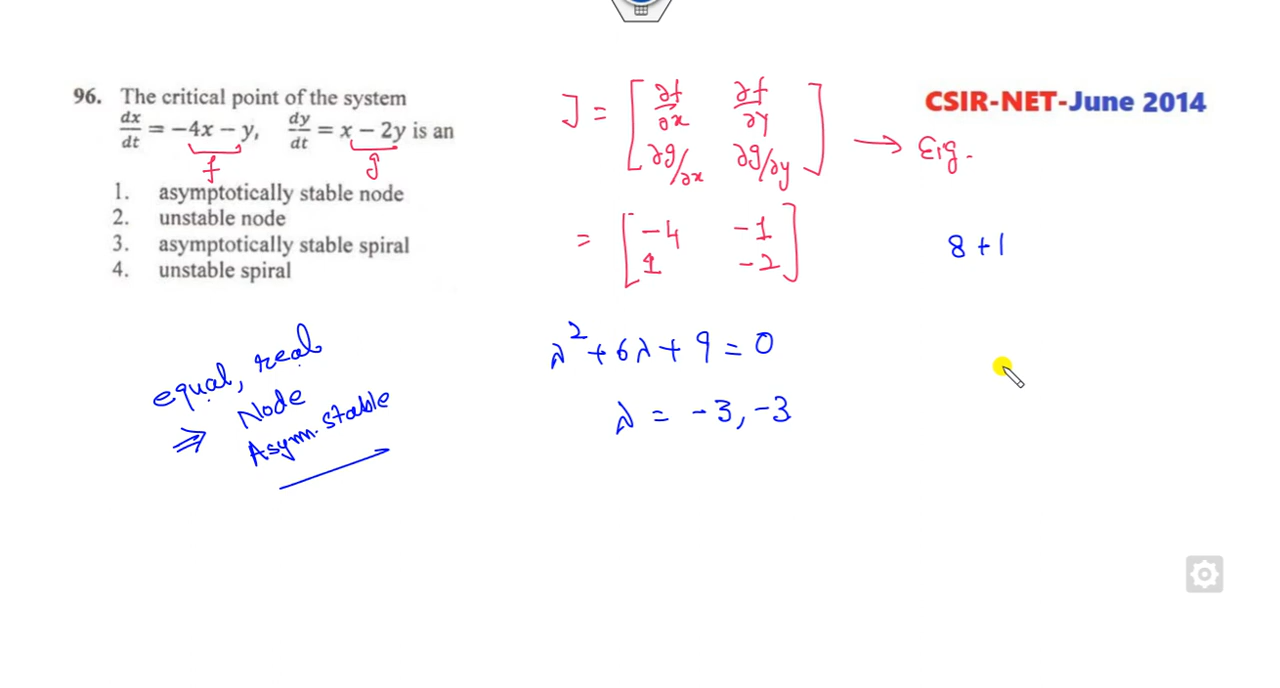 96. The critical point of the system
dx/dt = −4x − y, dy/dt = x − 2y is an
f g
1. asymptotically stable node
2. unstable node
3. asymptotically stable spiral
4. unstable spiral
CSIR-NET-June 2014
J = [ ∂f/∂x ∂f/∂y
∂g/∂x ∂g/∂y ] → Eig.
= [ -4 -1
1 -2 ]
8 + 1
λ² + 6λ + 9 = 0
λ = -3, -3
equal, real
⇒ Node
Asym. stable